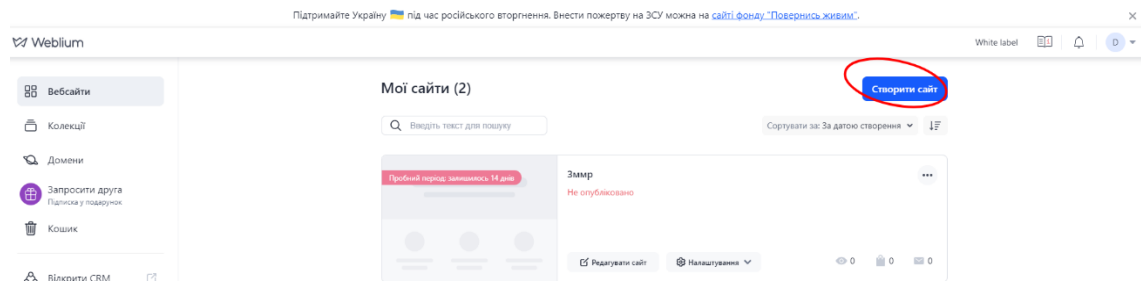 Підтримайте Україну під час російського вторгнення. Внести пожертву на ЗСУ можна на сайті фонду "Повернись живим".
Weblium
White label
D
Вебсайти
Мої сайти (2)
Створити сайт
Колекції
Введіть текст для пошуку
Сортувати за: За датою створення
Домени
Запросити друга
Підписка у подарунок
Пробний період: залишилось 14 днів
Зммр
Не опубліковано
Кошик
Редагувати сайт
Налаштування
0
0
0
Відкрити CRM